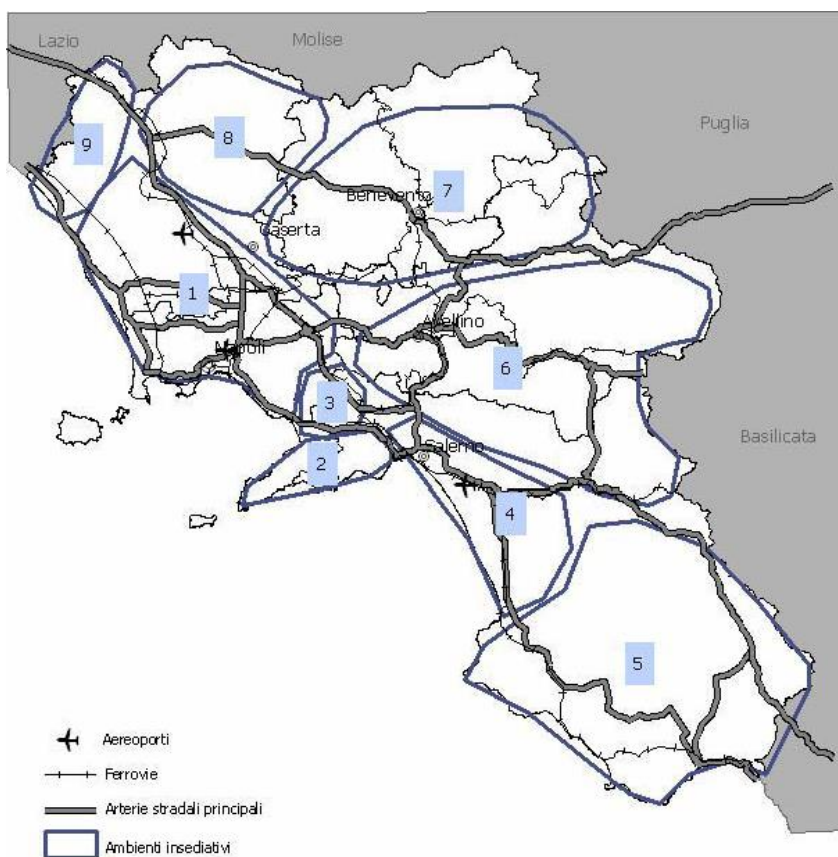 Lazio
Molise
Puglia
9
8
7
Benevento
Caserta
1
Avellino
Napoli
6
3
Basilicata
Salerno
2
4
5
Aereoporti
Ferrovie
Arterie stradali principali
Ambienti insediativi